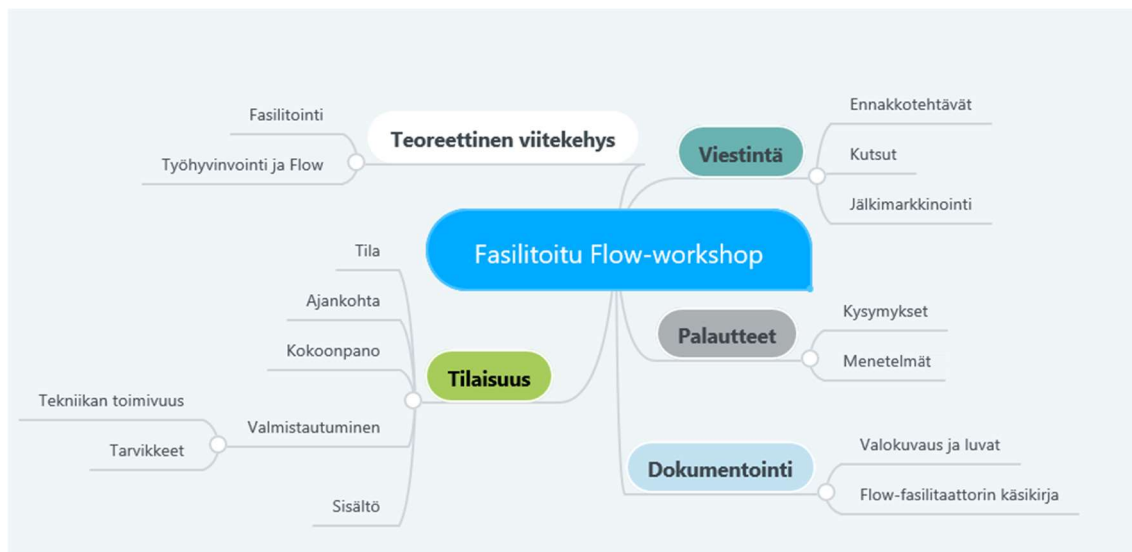 Fasilitoitu Flow-workshop
Teoreettinen viitekehys
Fasilitointi
Työhyvinvointi ja Flow
Viestintä
Ennakkotehtävät
Kutsut
Jälkimarkkinointi
Palautteet
Kysymykset
Menetelmät
Dokumentointi
Valokuvaus ja luvat
Flow-fasilitaattorin käsikirja
Tilaisuus
Tila
Ajankohta
Kokoonpano
Valmistautuminen
Tekniikan toimivuus
Tarvikkeet
Sisältö